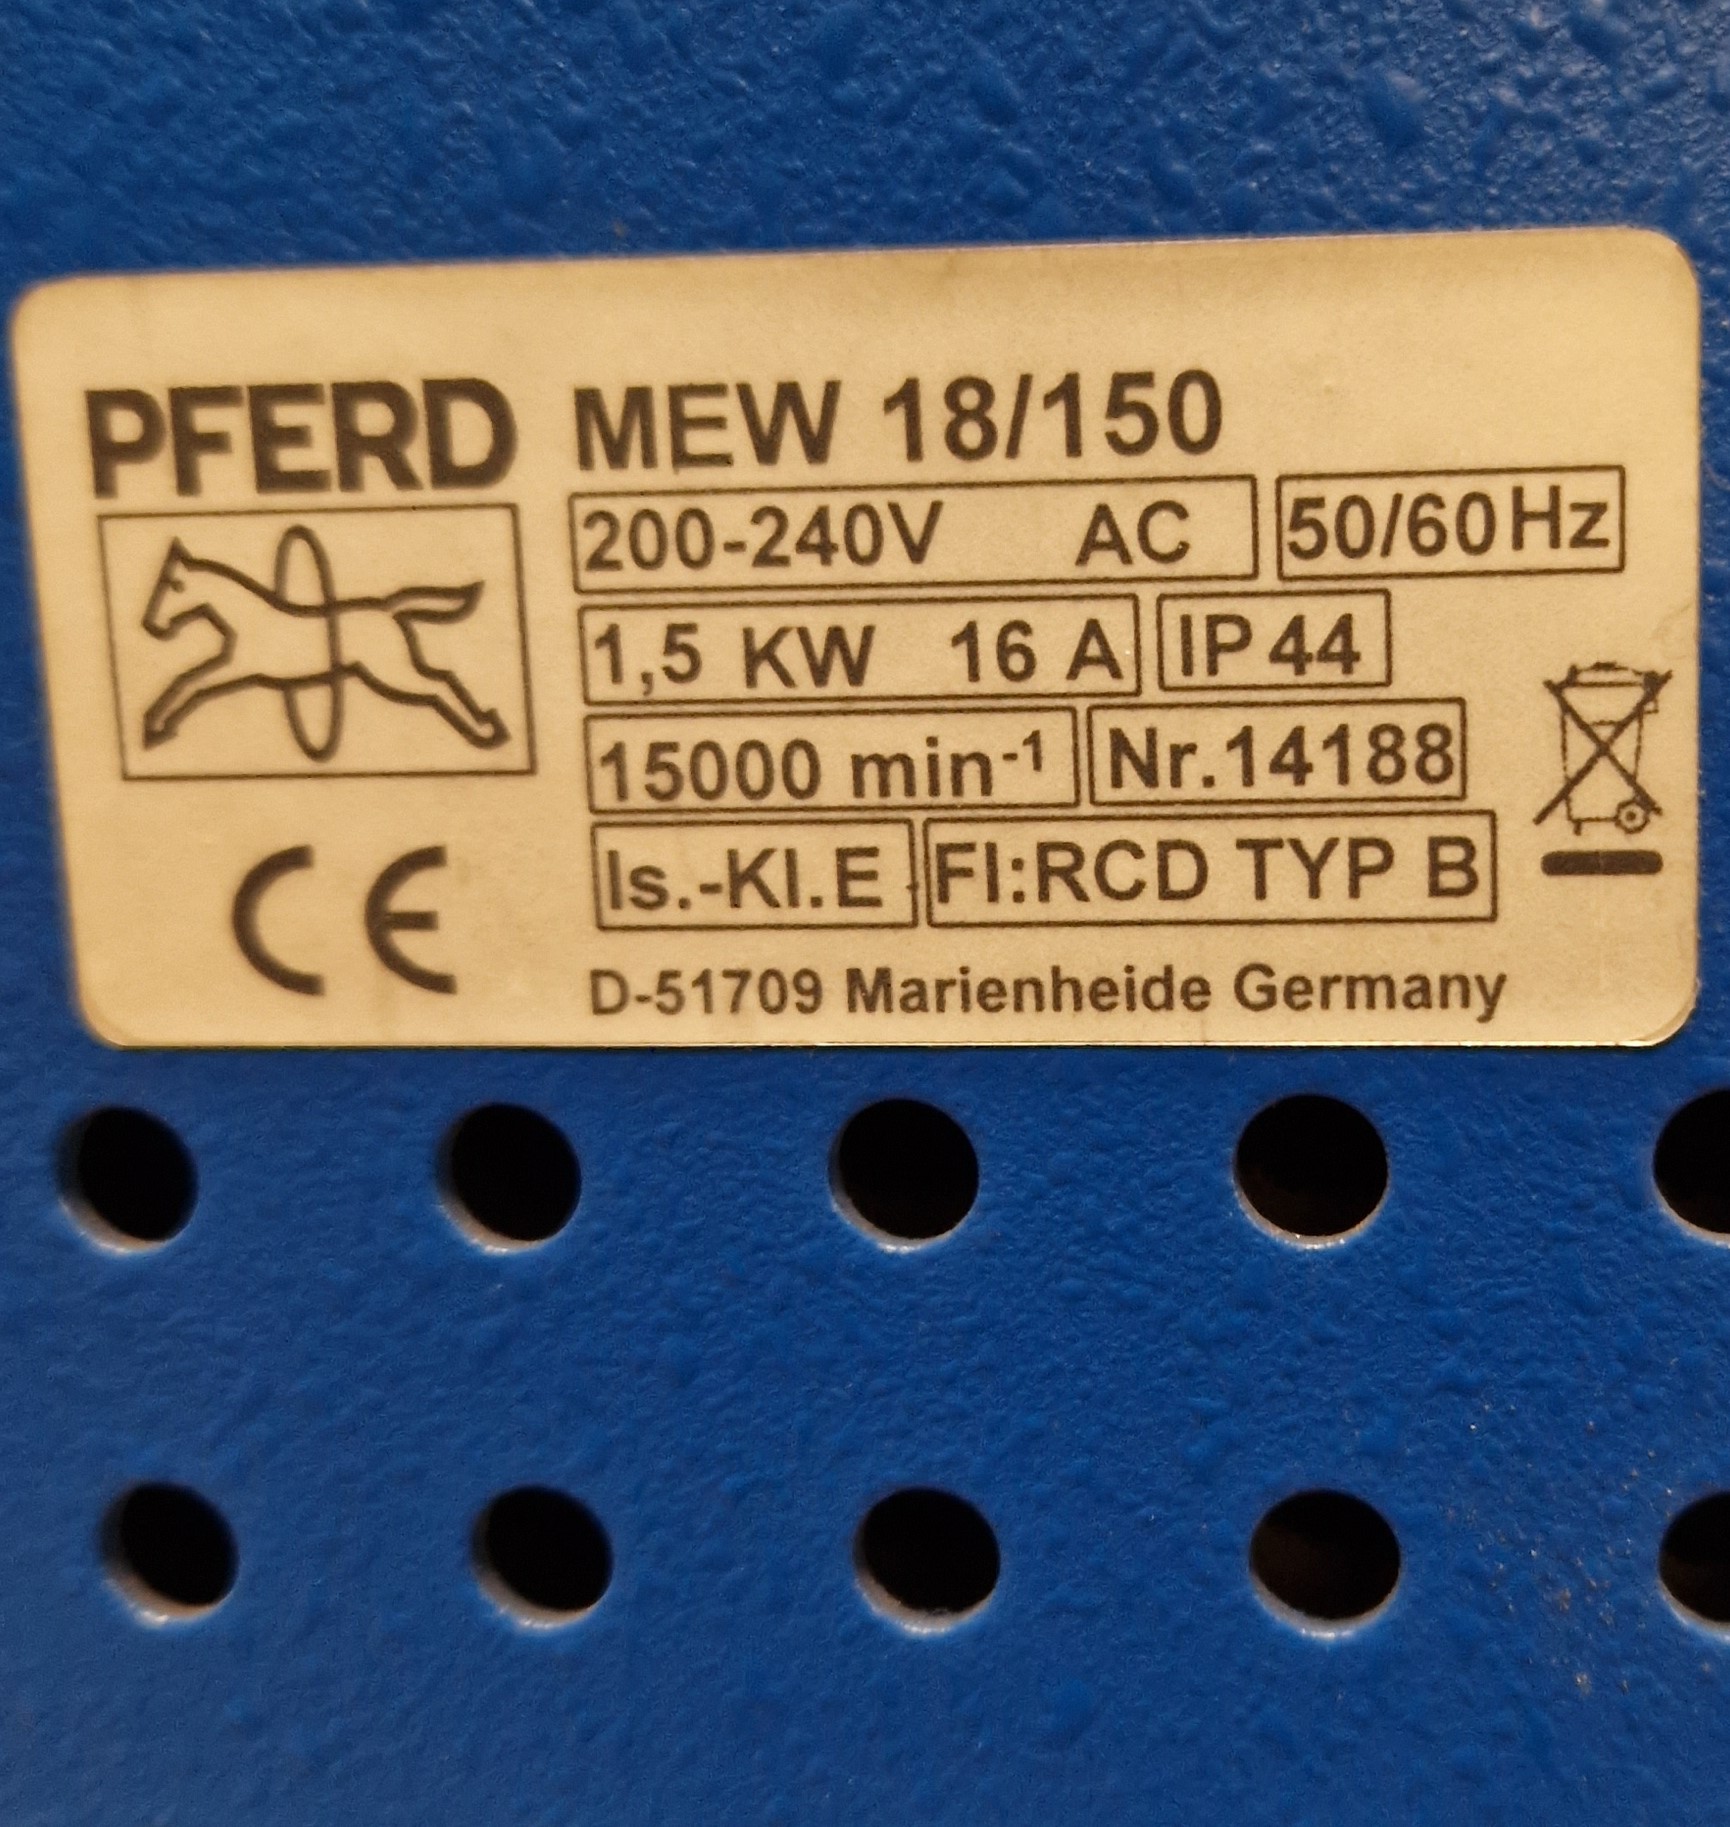 PFERD MEW 18/150
200-240V AC 50/60Hz
1,5 KW 16 A IP44
15000 min-1 Nr.14188
Is.-Kl.E FI:RCD TYP B
CE
D-51709 Marienheide Germany